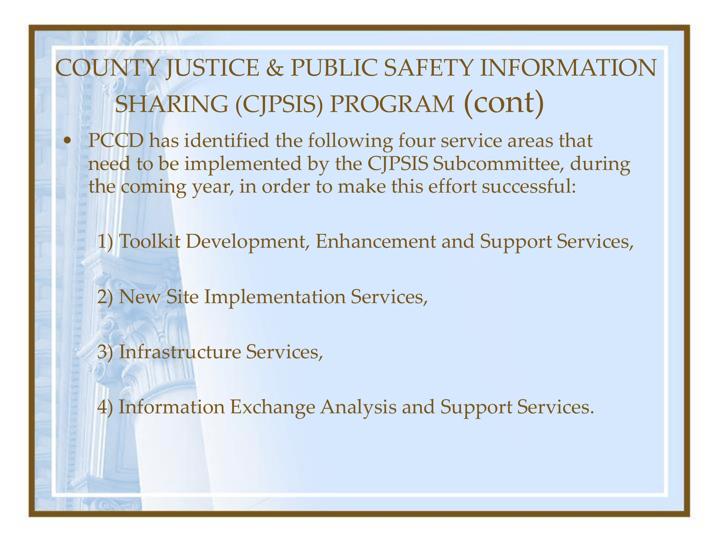 COUNTY JUSTICE & PUBLIC SAFETY INFORMATION
SHARING (CJPSIS) PROGRAM (cont)
• PCCD has identified the following four service areas that
need to be implemented by the CJPSIS Subcommittee, during
the coming year, in order to make this effort successful:
1) Toolkit Development, Enhancement and Support Services,
2) New Site Implementation Services,
3) Infrastructure Services,
4) Information Exchange Analysis and Support Services.